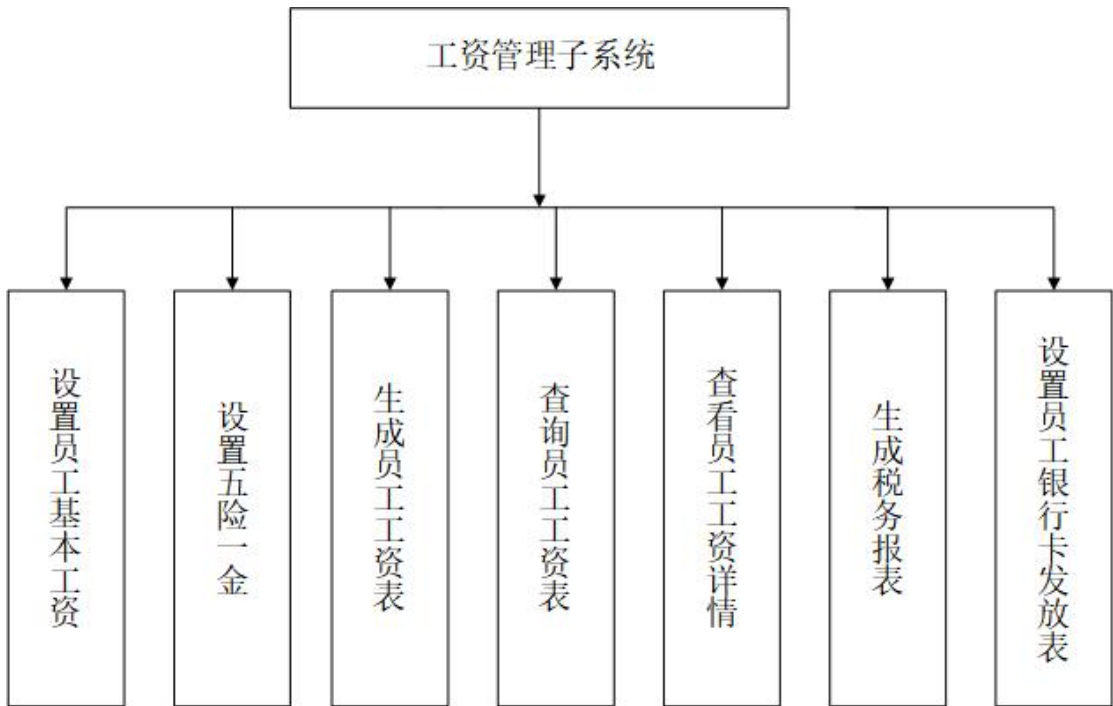 工资管理子系统
设置员工基本工资
设置五险一金
生成员工工资表
查询员工工资表
查看员工工资详情
生成税务报表
设置员工银行卡发放表